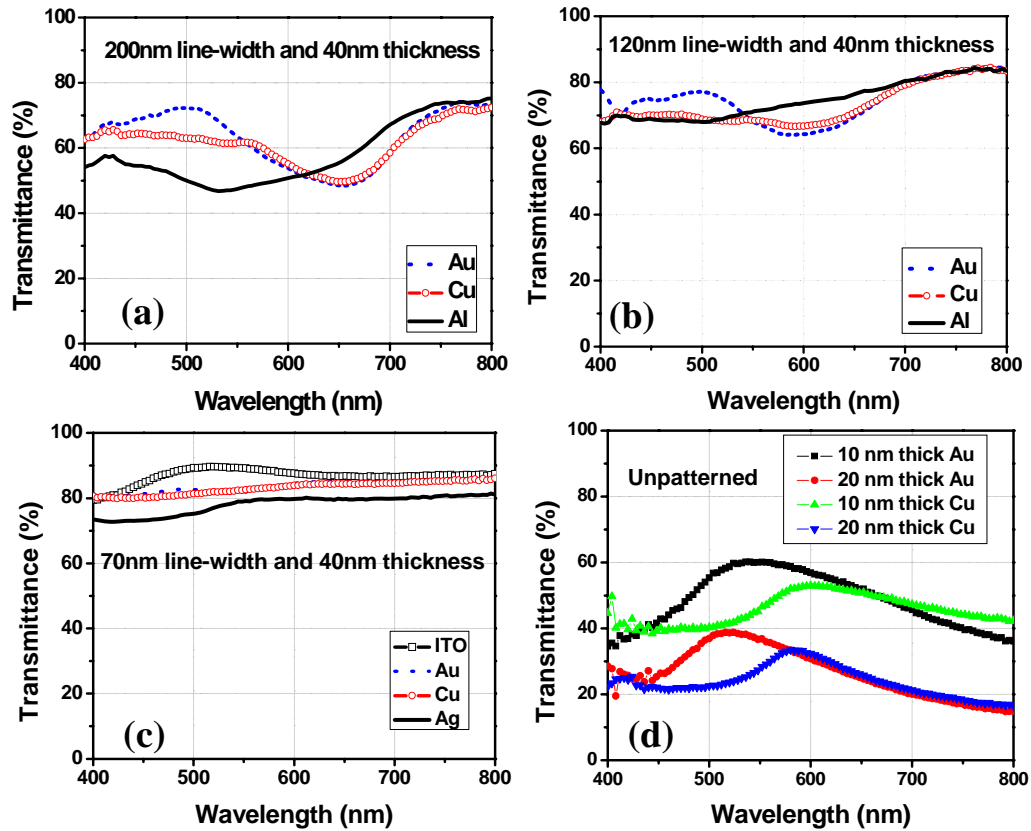 200nm line-width and 40nm thickness
Transmittance (%)
100
80
60
40
20
0
Au
Cu
Al
(a)
400 500 600 700 800
Wavelength (nm)
120nm line-width and 40nm thickness
Transmittance (%)
100
80
60
40
20
0
Au
Cu
Al
(b)
400 500 600 700 800
Wavelength (nm)
70nm line-width and 40nm thickness
Transmittance (%)
100
80
60
40
20
0
ITO
Au
Cu
Ag
(c)
400 500 600 700 800
Wavelength (nm)
Unpatterned
10 nm thick Au
20 nm thick Au
10 nm thick Cu
20 nm thick Cu
Transmittance (%)
100
80
60
40
20
0
(d)
400 500 600 700 800
Wavelength (nm)